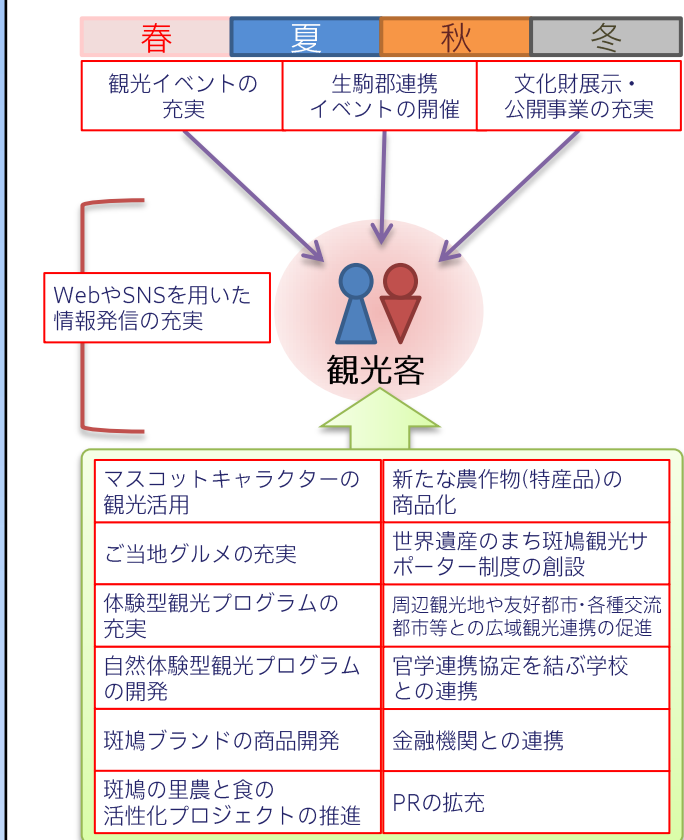 春
夏
秋
冬
観光イベントの
充実
生駒郡連携
イベントの開催
文化財展示・
公開事業の充実
WebやSNSを用いた
情報発信の充実
観光客
マスコットキャラクターの
観光活用
新たな農作物(特産品)の
商品化
ご当地グルメの充実
世界遺産のまち斑鳩観光サ
ポーター制度の創設
体験型観光プログラムの
充実
周辺観光地や友好都市･各種交流
都市等との広域観光連携の促進
自然体験型観光プログラム
の開発
官学連携協定を結ぶ学校
との連携
斑鳩ブランドの商品開発
金融機関との連携
斑鳩の里農と食の
活性化プロジェクトの推進
PRの拡充